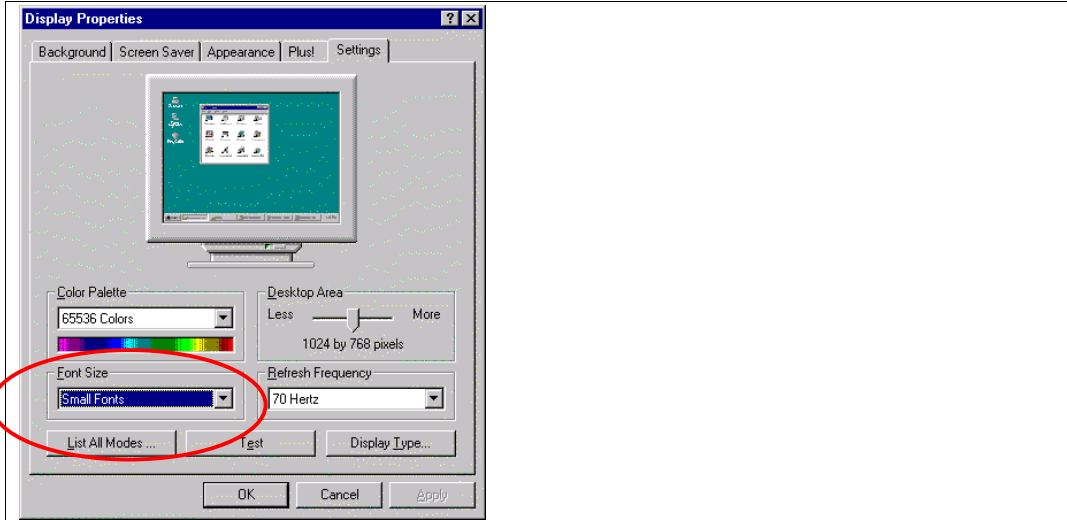 Display Properties
Background Screen Saver Appearance Plus! Settings
Color Palette
65536 Colors
Desktop Area
Less More
1024 by 768 pixels
Font Size
Small Fonts
Refresh Frequency
70 Hertz
List All Modes ... Test Display Type...
OK Cancel Apply